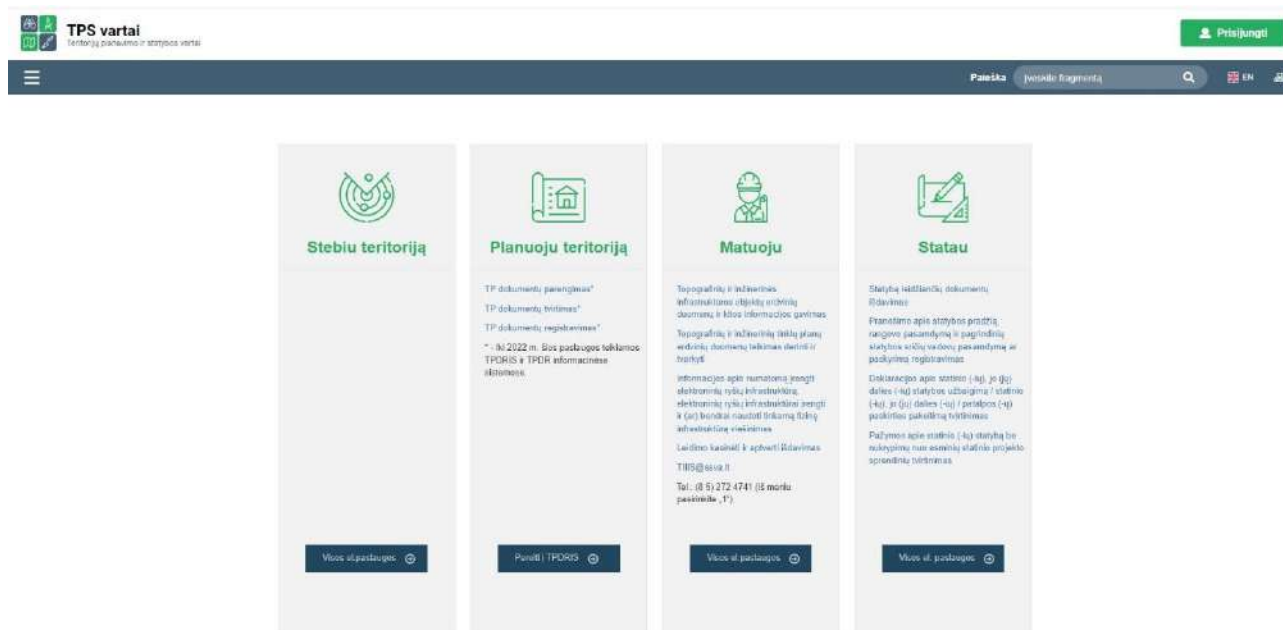 TPS vartai
Teritorijų planavimo ir statybos vartai
Prisijungti
Paieška
Įveskite fragmentą
EN
Stebiu teritoriją
Visos el.paslaugos
Planuoju teritoriją
TP dokumentų parengimas*
TP dokumentų tvirtinimas*
TP dokumentų registravimas*
* - Iki 2022 m. šios paslaugos teikiamos
TPDRIS ir TPDR informacinėse
sistemose.
Pereiti į TPDRIS
Matuoju
Topografinių ir inžinerinės
infrastruktūros objektų erdvinių
duomenų ir kitos informacijos gavimas
Topografinių ir inžinerinių tinklų planų
erdvinių duomenų teikimas derinti ir
tvarkyti
Informacijos apie numatomą įrengti
elektroninių ryšių infrastruktūrą,
elektroninių ryšių infrastruktūrai įrengti
ir (ar) bendrai naudoti tinkamą fizinę
infrastruktūrą viešinimas
Leidimo kasinėti ir aptverti išdavimas
TIIIS@ssva.lt
Tel.: (8 5) 272 4741 (iš meniu
pasirinkite „1“)
Visos el.paslaugos
Statau
Statybą leidžiančių dokumentų
išdavimas
Pranešimo apie statybos pradžią,
rangovo pasamdymą ir pagrindinių
statybos sričių vadovų pasamdymą ar
paskyrimą registravimas
Deklaracijos apie statinio (-ių), jo (jų)
dalies (-ių) statybos užbaigimą / statinio
(-ių), jo (jų) dalies (-ių) / patalpos (-ų)
paskirties pakeitimą tvirtinimas
Pažymos apie statinio (-ių) statybą be
nukrypimų nuo esminių statinio projekto
sprendinių tvirtinimas
Visos el. paslaugos